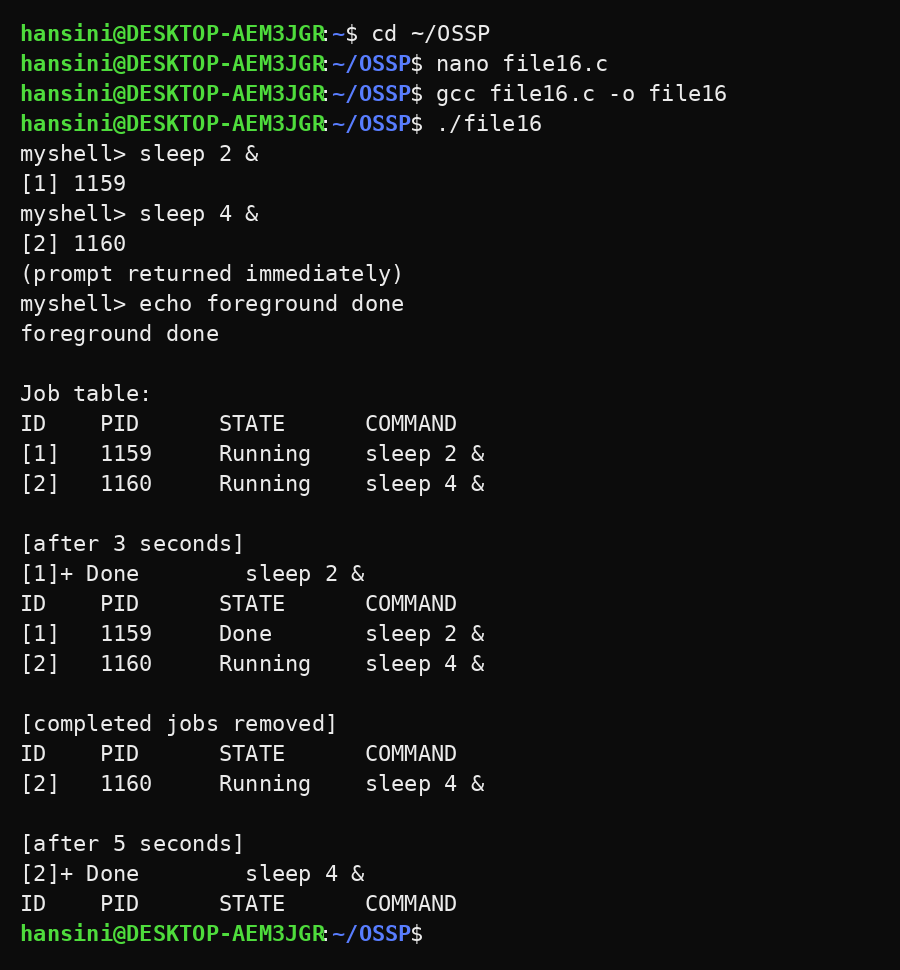 hansini@DESKTOP-AEM3JGR:~$ cd ~/OSSP
hansini@DESKTOP-AEM3JGR:~/OSSP$ nano file16.c
hansini@DESKTOP-AEM3JGR:~/OSSP$ gcc file16.c -o file16
hansini@DESKTOP-AEM3JGR:~/OSSP$ ./file16
myshell> sleep 2 &
[1] 1159
myshell> sleep 4 &
[2] 1160
(prompt returned immediately)
myshell> echo foreground done
foreground done

Job table:
ID    PID      STATE      COMMAND
[1]   1159     Running    sleep 2 &
[2]   1160     Running    sleep 4 &

[after 3 seconds]
[1]+ Done        sleep 2 &
ID    PID      STATE      COMMAND
[1]   1159     Done       sleep 2 &
[2]   1160     Running    sleep 4 &

[completed jobs removed]
ID    PID      STATE      COMMAND
[2]   1160     Running    sleep 4 &

[after 5 seconds]
[2]+ Done        sleep 4 &
ID    PID      STATE      COMMAND
hansini@DESKTOP-AEM3JGR:~/OSSP$